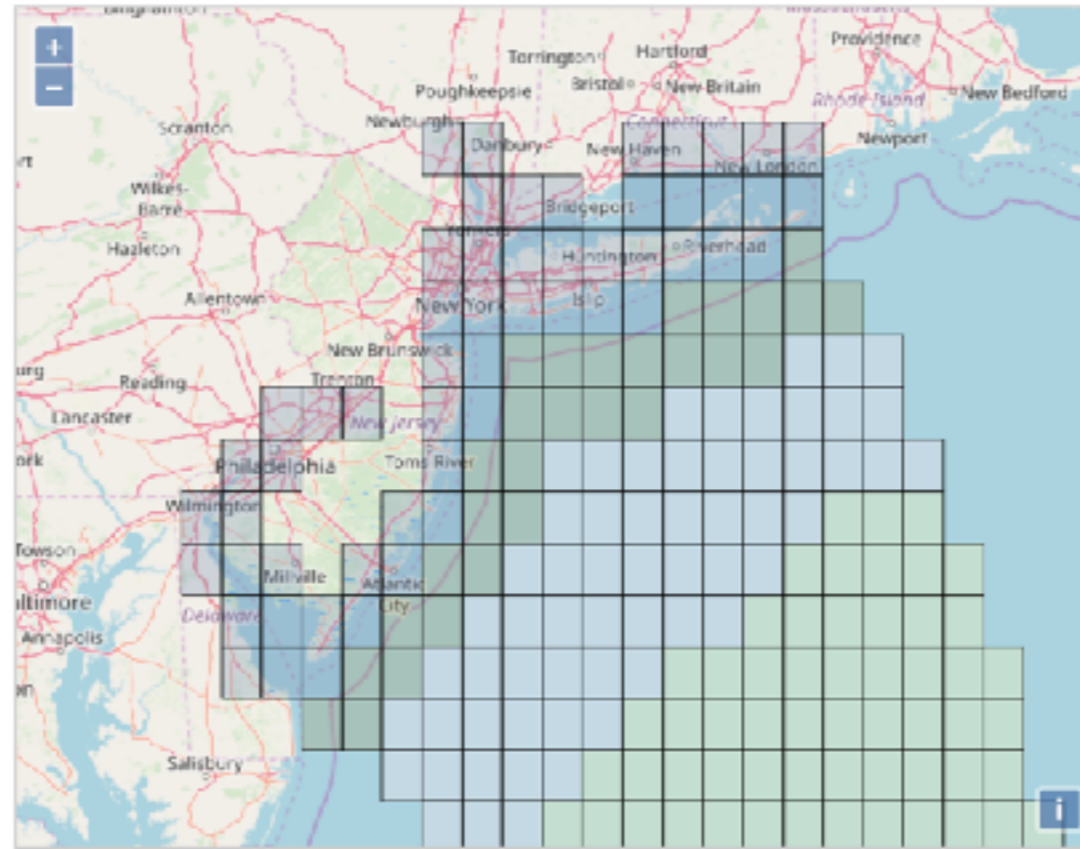 +
−
Providence
Hartford
Torrington
Bristol
New Britain
Poughkeepsie
New Bedford
Rhode Island
Newburgh
Connecticut
Scranton
Newport
Danbury
New Haven
New London
Wilkes-
Barre
Bridgeport
Yonkers
Hazleton
Huntington
Riverhead
Allentown
New York
Islip
New Brunswick
Trenton
Reading
Lancaster
New Jersey
Toms River
Philadelphia
Wilmington
Towson
Millville
Atlantic
City
Delaware
Annapolis
Salisbury
i